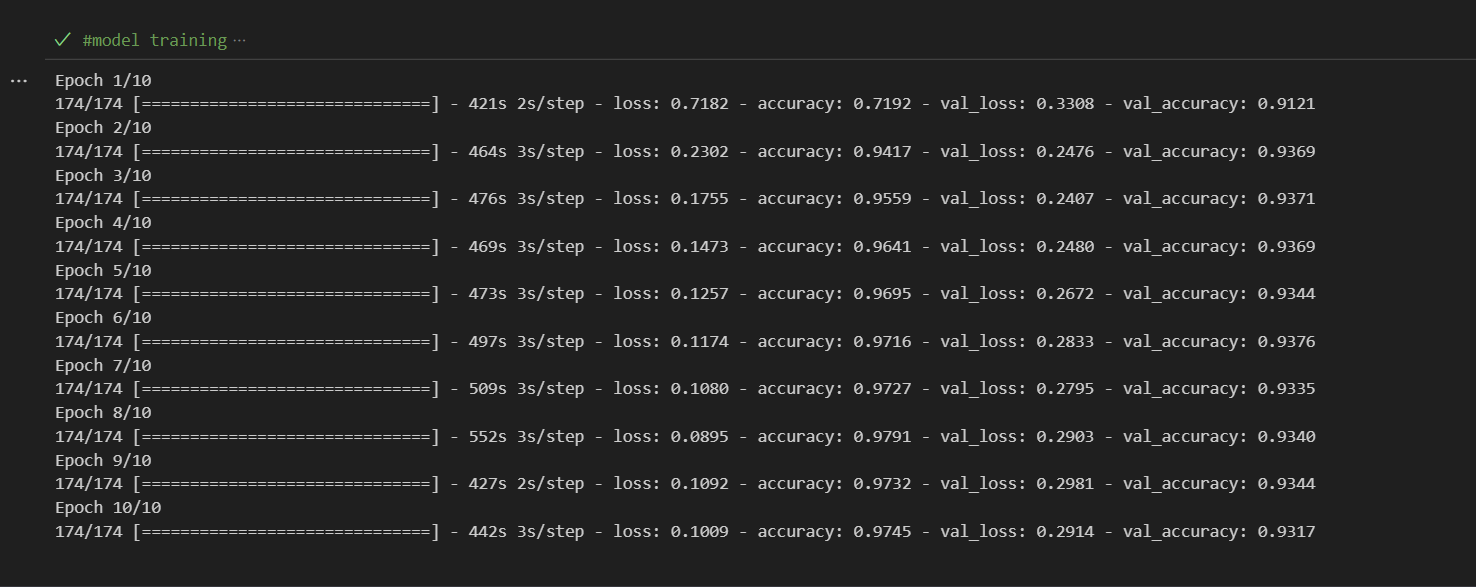 ✓ #model training ···
Epoch 1/10
174/174 [==============================] - 421s 2s/step - loss: 0.7182 - accuracy: 0.7192 - val_loss: 0.3308 - val_accuracy: 0.9121
Epoch 2/10
174/174 [==============================] - 464s 3s/step - loss: 0.2302 - accuracy: 0.9417 - val_loss: 0.2476 - val_accuracy: 0.9369
Epoch 3/10
174/174 [==============================] - 476s 3s/step - loss: 0.1755 - accuracy: 0.9559 - val_loss: 0.2407 - val_accuracy: 0.9371
Epoch 4/10
174/174 [==============================] - 469s 3s/step - loss: 0.1473 - accuracy: 0.9641 - val_loss: 0.2480 - val_accuracy: 0.9369
Epoch 5/10
174/174 [==============================] - 473s 3s/step - loss: 0.1257 - accuracy: 0.9695 - val_loss: 0.2672 - val_accuracy: 0.9344
Epoch 6/10
174/174 [==============================] - 497s 3s/step - loss: 0.1174 - accuracy: 0.9716 - val_loss: 0.2833 - val_accuracy: 0.9376
Epoch 7/10
174/174 [==============================] - 509s 3s/step - loss: 0.1080 - accuracy: 0.9727 - val_loss: 0.2795 - val_accuracy: 0.9335
Epoch 8/10
174/174 [==============================] - 552s 3s/step - loss: 0.0895 - accuracy: 0.9791 - val_loss: 0.2903 - val_accuracy: 0.9340
Epoch 9/10
174/174 [==============================] - 427s 2s/step - loss: 0.1092 - accuracy: 0.9732 - val_loss: 0.2981 - val_accuracy: 0.9344
Epoch 10/10
174/174 [==============================] - 442s 3s/step - loss: 0.1009 - accuracy: 0.9745 - val_loss: 0.2914 - val_accuracy: 0.9317